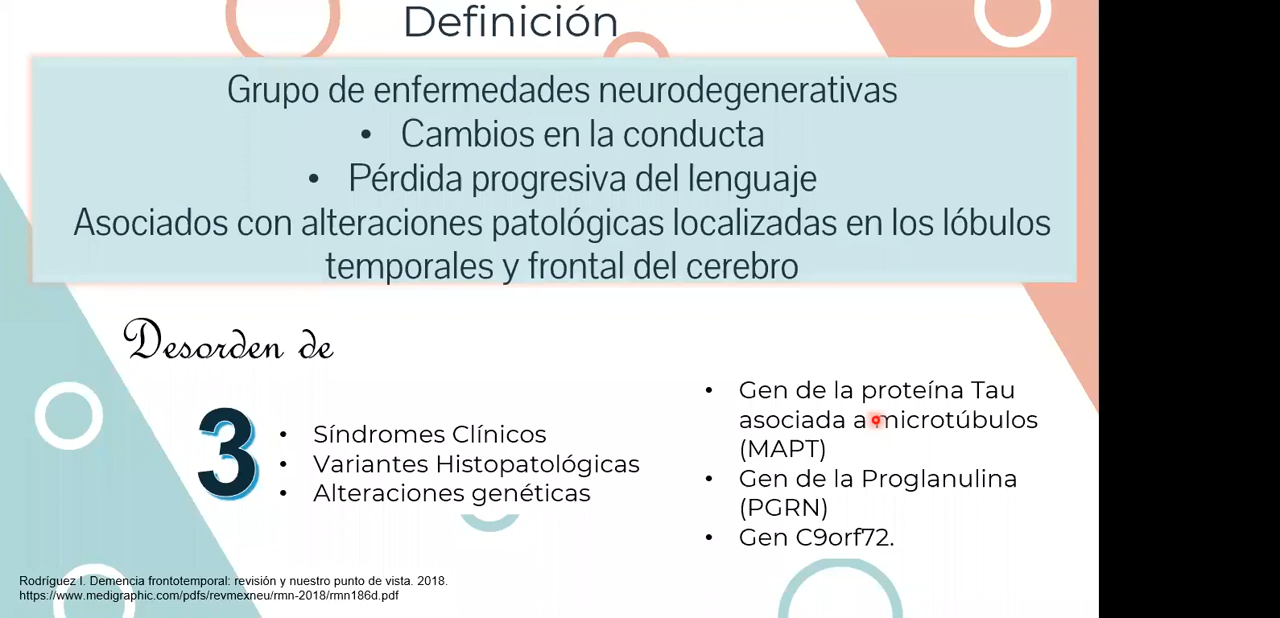 Definición
Grupo de enfermedades neurodegenerativas
• Cambios en la conducta
• Pérdida progresiva del lenguaje
Asociados con alteraciones patológicas localizadas en los lóbulos
temporales y frontal del cerebro
Desorden de
3
• Síndromes Clínicos
• Variantes Histopatológicas
• Alteraciones genéticas
• Gen de la proteína Tau
asociada a microtúbulos
(MAPT)
• Gen de la Proglanulina
(PGRN)
• Gen C9orf72.
Rodríguez I. Demencia frontotemporal: revisión y nuestro punto de vista. 2018.
https://www.medigraphic.com/pdfs/revmexneu/rmn-2018/rmn186d.pdf